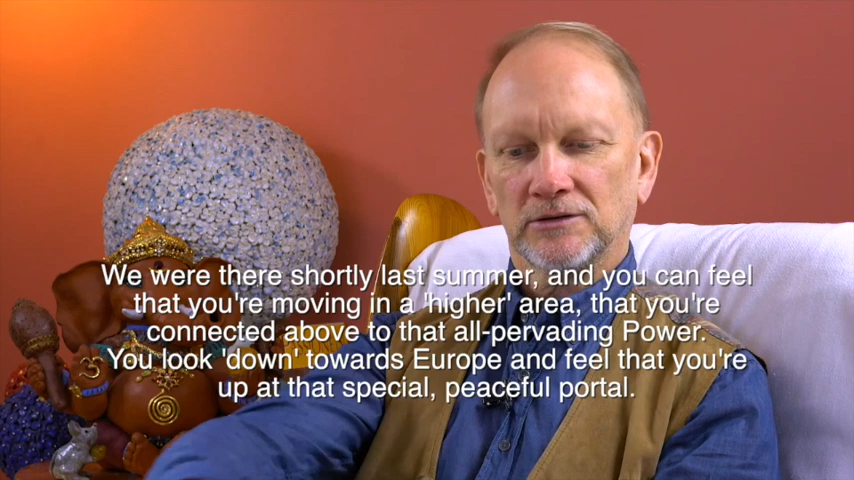 We were there shortly last summer, and you can feel
that you're moving in a 'higher' area, that you're
connected above to that all-pervading Power.
You look 'down' towards Europe and feel that you're
up at that special, peaceful portal.